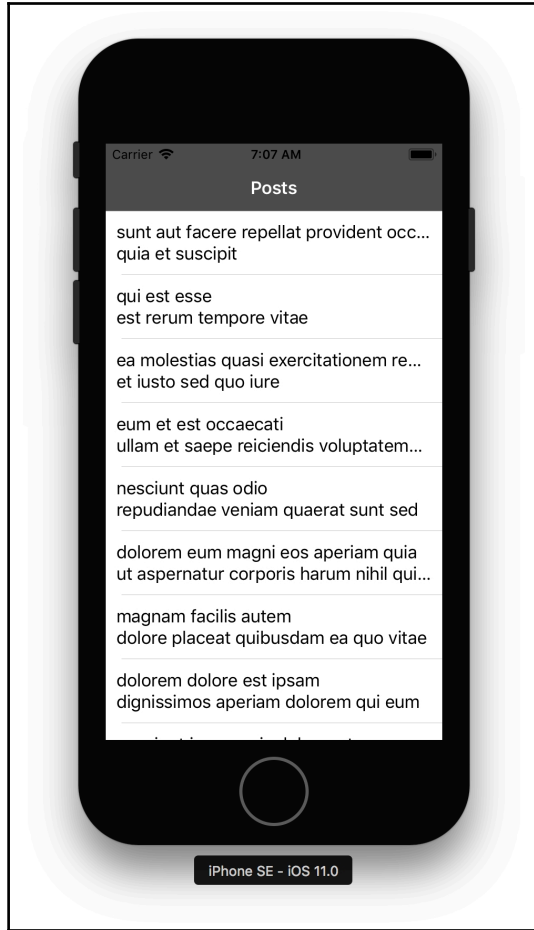 Carrier
7:07 AM
Posts
sunt aut facere repellat provident occ...
quia et suscipit
qui est esse
est rerum tempore vitae
ea molestias quasi exercitationem re...
et iusto sed quo iure
eum et est occaecati
ullam et saepe reiciendis voluptatem...
nesciunt quas odio
repudiandae veniam quaerat sunt sed
dolorem eum magni eos aperiam quia
ut aspernatur corporis harum nihil qui...
magnam facilis autem
dolore placeat quibusdam ea quo vitae
dolorem dolore est ipsam
dignissimos aperiam dolorem qui eum
iPhone SE - iOS 11.0